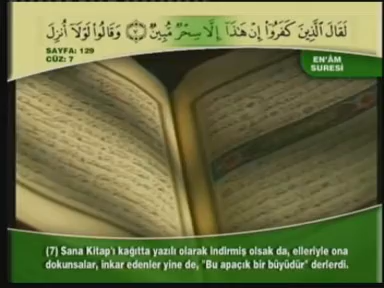 لَقَالَ الَّذِينَ كَفَرُوا إِنْ هَٰذَا إِلَّا سِحْرٌ مُبِينٌ ﴿٧﴾ وَقَالُوا لَوْلَا أُنْزِلَ
SAYFA: 129
CÜZ: 7
EN'ÂM
SURESİ
(7) Sana Kitap'ı kağıtta yazılı olarak indirmiş olsak da, elleriyle ona
dokunsalar, inkar edenler yine de, "Bu apaçık bir büyüdür" derlerdi.